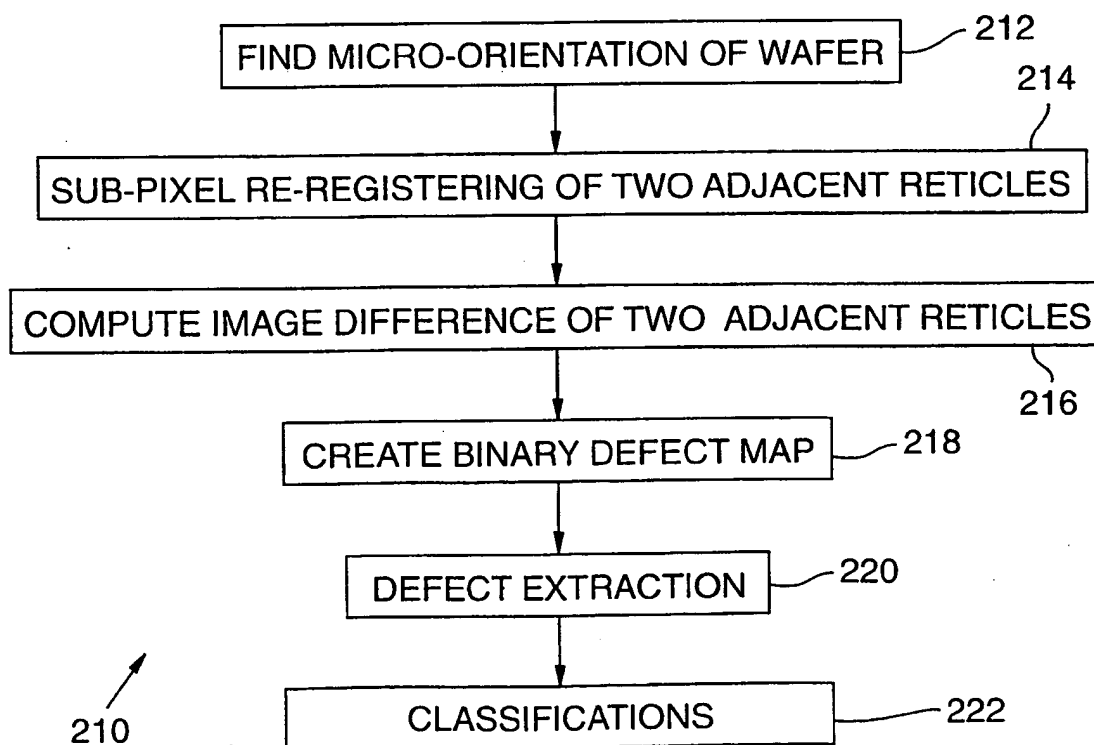 FIND MICRO-ORIENTATION OF WAFER
212
214
SUB-PIXEL RE-REGISTERING OF TWO ADJACENT RETICLES
COMPUTE IMAGE DIFFERENCE OF TWO ADJACENT RETICLES
216
CREATE BINARY DEFECT MAP
218
DEFECT EXTRACTION
220
210
CLASSIFICATIONS
222